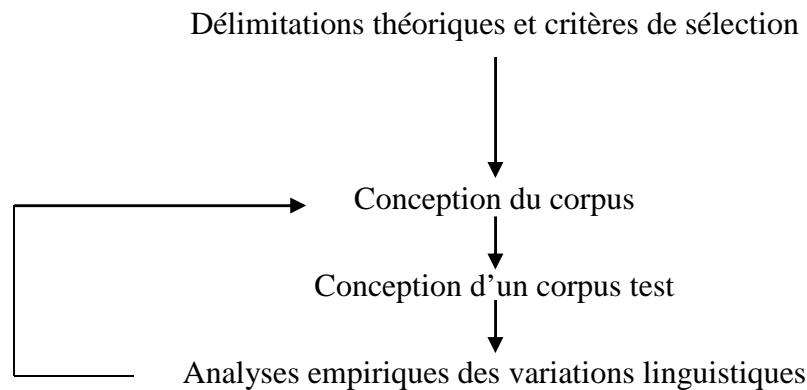 Délimitations théoriques et critères de sélection
Conception du corpus
Conception d’un corpus test
Analyses empiriques des variations linguistiques